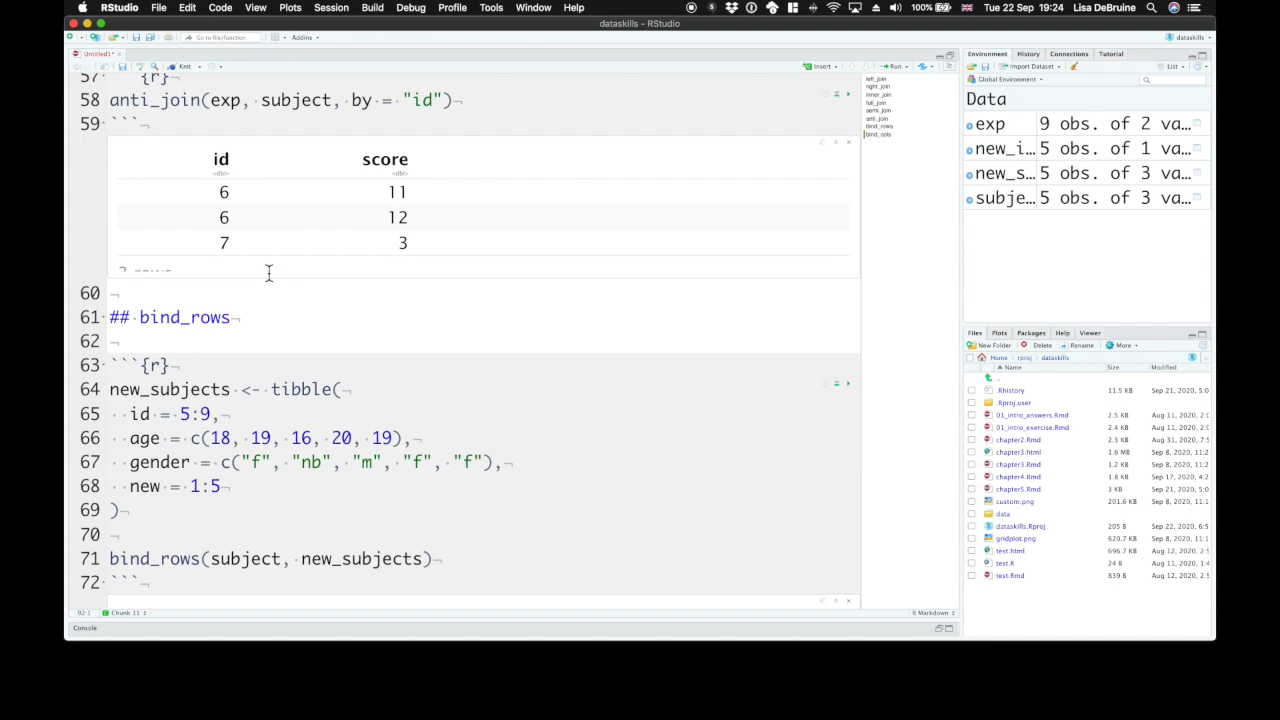 RStudio File Edit Code View Plots Session Build Debug Profile Tools Window Help 100% Tue 22 Sep 19:24 Lisa DeBruine
dataskills - RStudio
Go to file/function Addins dataskills
Untitled1*
Knit Insert Run
57 ```{r}
58 anti_join(exp, subject, by = "id")¬
59 ```¬
id score
<dbl> <dbl>
6 11
6 12
7 3
3 rows
60 ¬
61 ## bind_rows¬
62 ¬
63 ```{r}¬
64 new_subjects <- tibble(¬
65 id = 5:9,¬
66 age = c(18, 19, 16, 20, 19),¬
67 gender = c("f", "nb", "m", "f", "f"),¬
68 new = 1:5¬
69 )¬
70 ¬
71 bind_rows(subject, new_subjects)¬
72 ```¬
92:1 Chunk 11 R Markdown
Console
left_join
right_join
inner_join
full_join
semi_join
anti_join
bind_rows
bind_cols
Environment History Connections Tutorial
Import Dataset List
Global Environment
Data
exp 9 obs. of 2 va…
new_i… 5 obs. of 1 va…
new_s… 5 obs. of 3 va…
subje… 5 obs. of 3 va…
Files Plots Packages Help Viewer
New Folder Delete Rename More
Home rproj dataskills
Name Size Modified
..
.Rhistory 11.5 KB Sep 21, 2020, 5:0
.Rproj.user
01_intro_answers.Rmd 2.5 KB Aug 11, 2020, 2:0
01_intro_exercise.Rmd 2.4 KB Aug 11, 2020, 2:0
chapter2.Rmd 2.3 KB Aug 31, 2020, 7:5
chapter3.html 1.6 MB Sep 8, 2020, 11:2
chapter3.Rmd 1.2 KB Sep 8, 2020, 11:2
chapter4.Rmd 1.8 KB Sep 17, 2020, 4:2
chapter5.Rmd 3 KB Sep 21, 2020, 5:0
custom.png 201.6 KB Sep 8, 2020, 11:1
data
dataskills.Rproj 205 B Sep 22, 2020, 6:5
gridplot.png 620.7 KB Sep 8, 2020, 11:1
test.html 696.7 KB Aug 12, 2020, 2:5
test.R 24 B Aug 11, 2020, 1:4
test.Rmd 839 B Aug 12, 2020, 2:5